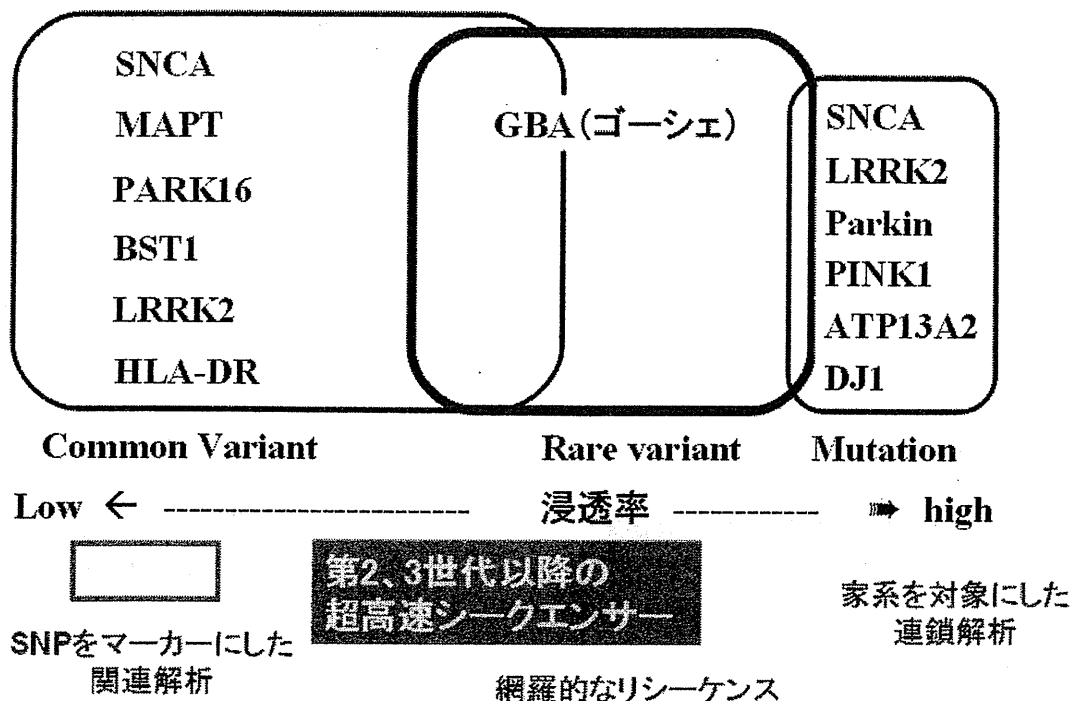 SNCA
MAPT
PARK16
BST1
LRRK2
HLA-DR
GBA(ゴーシェ)
SNCA
LRRK2
Parkin
PINK1
ATP13A2
DJ1
Common Variant
Rare variant
Mutation
Low ← ---------------------- 浸透率 ----------- ➠ high
第2、3世代以降の
超高速シークエンサー
SNPをマーカーにした
関連解析
網羅的なリシーケンス
家系を対象にした
連鎖解析